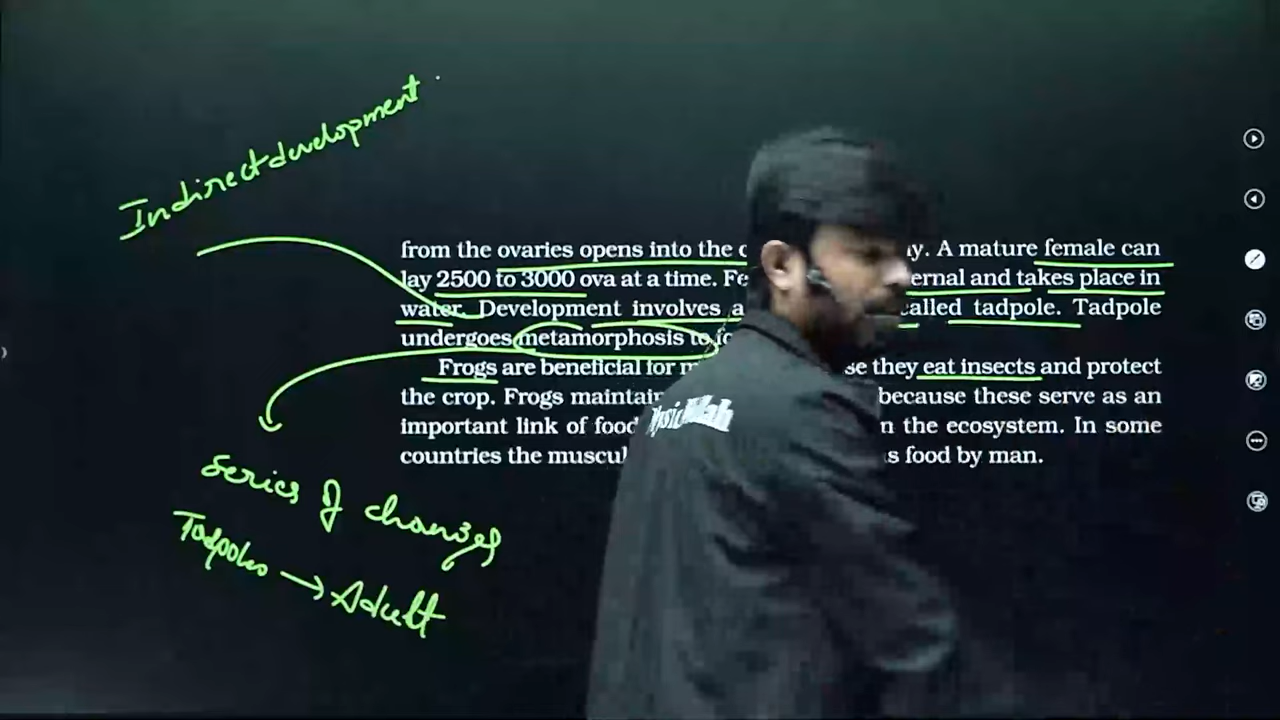 Indirect development
from the ovaries opens into the y. A mature female can
lay 2500 to 3000 ova at a time. Fe ernal and takes place in
water. Development involves a called tadpole. Tadpole
undergoes metamorphosis to
Frogs are beneficial for m se they eat insects and protect
the crop. Frogs maintain because these serve as an
important link of food n the ecosystem. In some
countries the muscul as food by man.
Series of changes
Tadpoles → Adult